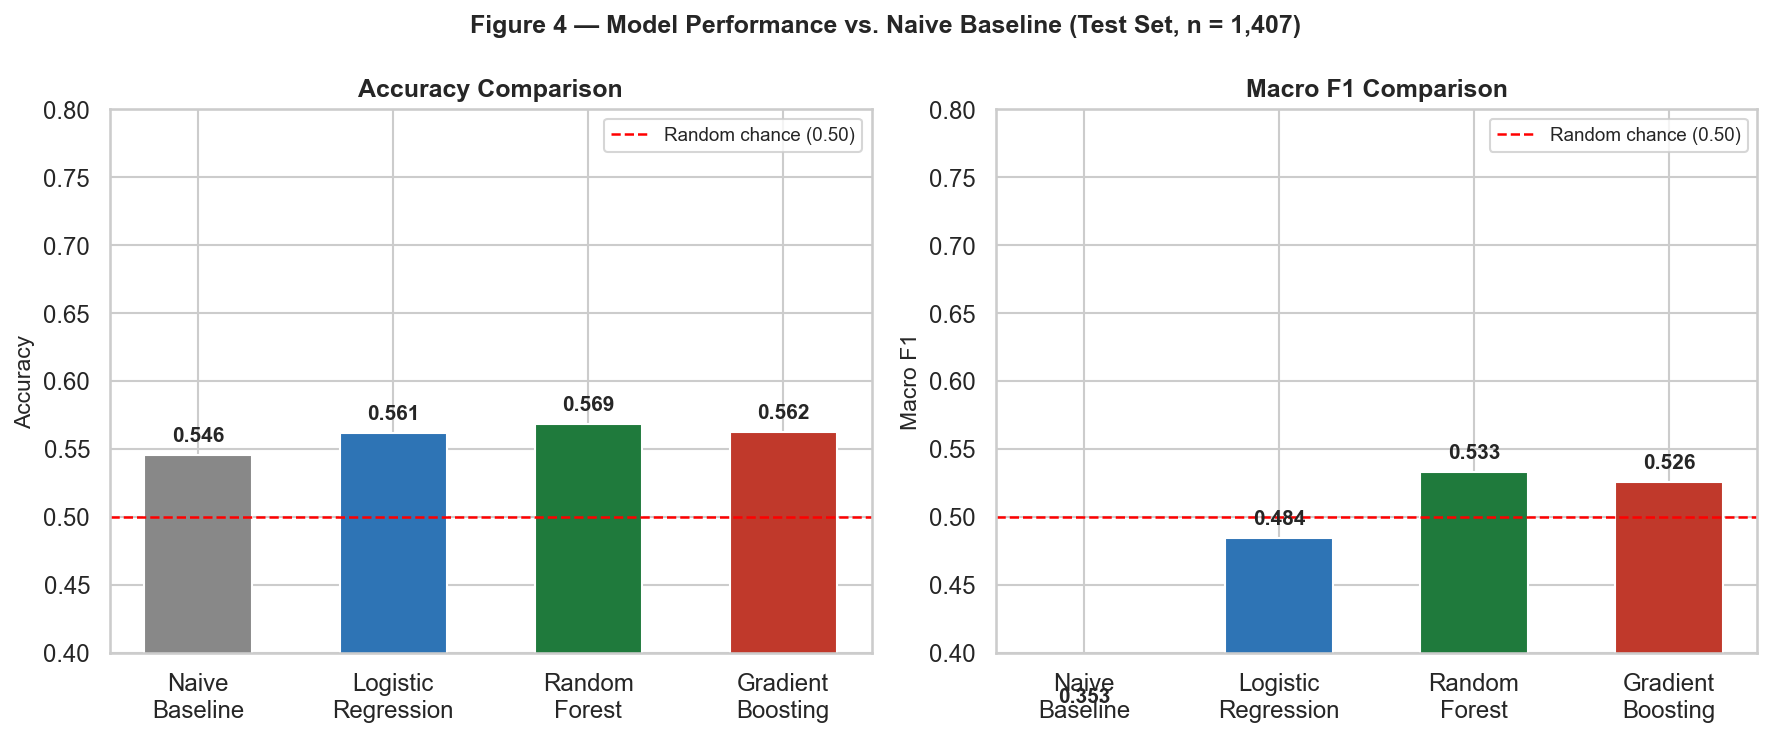 Figure 4 — Model Performance vs. Naive Baseline (Test Set, n = 1,407)
Accuracy Comparison
Random chance (0.50)
0.80
0.75
0.70
0.65
0.60
0.55
0.50
0.45
0.40
Accuracy
0.546
0.561
0.569
0.562
Naive
Baseline
Logistic
Regression
Random
Forest
Gradient
Boosting
Macro F1 Comparison
Random chance (0.50)
0.80
0.75
0.70
0.65
0.60
0.55
0.50
0.45
0.40
Macro F1
0.484
0.533
0.526
Naive
0.353
Baseline
Logistic
Regression
Random
Forest
Gradient
Boosting